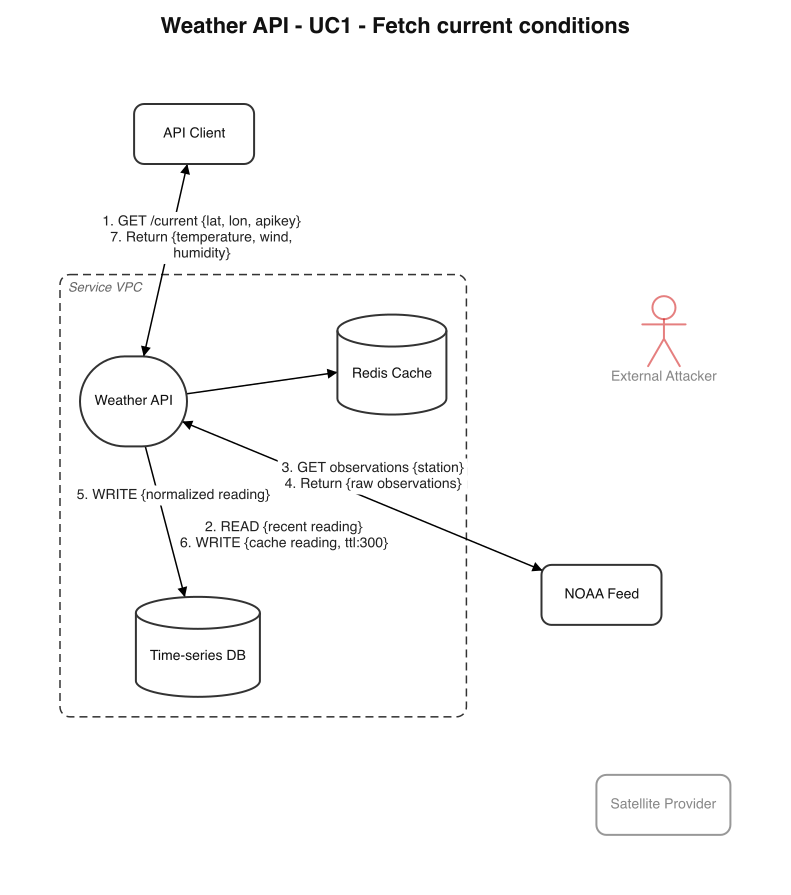 Weather API - UC1 - Fetch current conditions
API Client
1. GET /current {lat, lon, apikey}
7. Return {temperature, wind,
humidity}
Service VPC
Redis Cache
External Attacker
Weather API
3. GET observations {station}
4. Return {raw observations}
5. WRITE {normalized reading}
2. READ {recent reading}
6. WRITE {cache reading, ttl:300}
NOAA Feed
Time-series DB
Satellite Provider